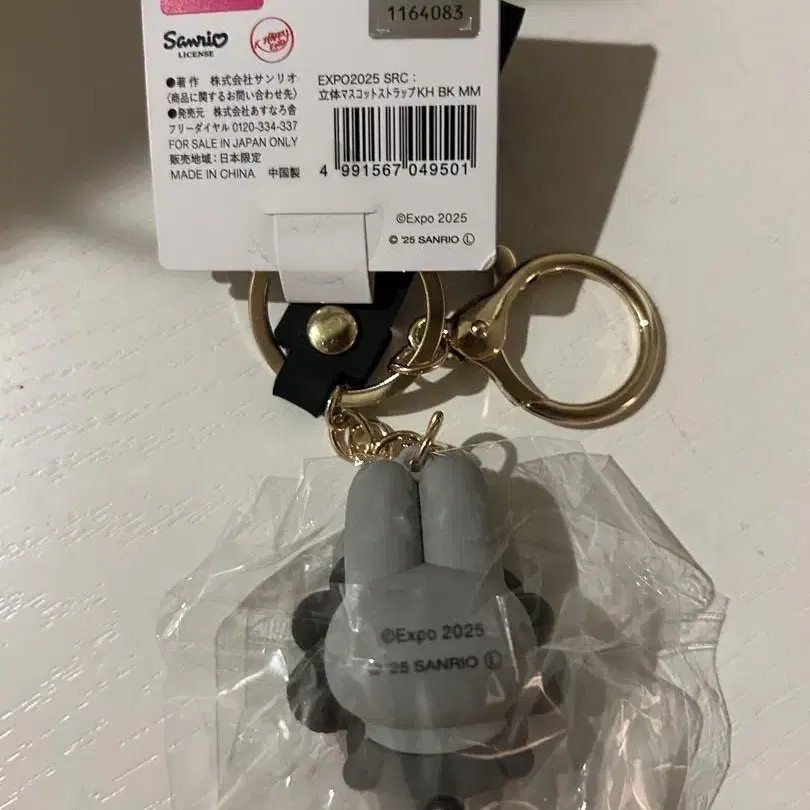 1164083
Sanrio
LICENSE
●著作 株式会社サンリオ
〈商品に関するお問い合わせ先〉
●発売元 株式会社あすなろ舎
フリーダイヤル 0120-334-337
FOR SALE IN JAPAN ONLY
販売地域：日本限定
MADE IN CHINA 中国製
EXPO2025 SRC：
立体マスコットストラップKH BK MM
4 991567 049501
©Expo 2025
© '25 SANRIO Ⓛ
©Expo 2025
© '25 SANRIO Ⓛ